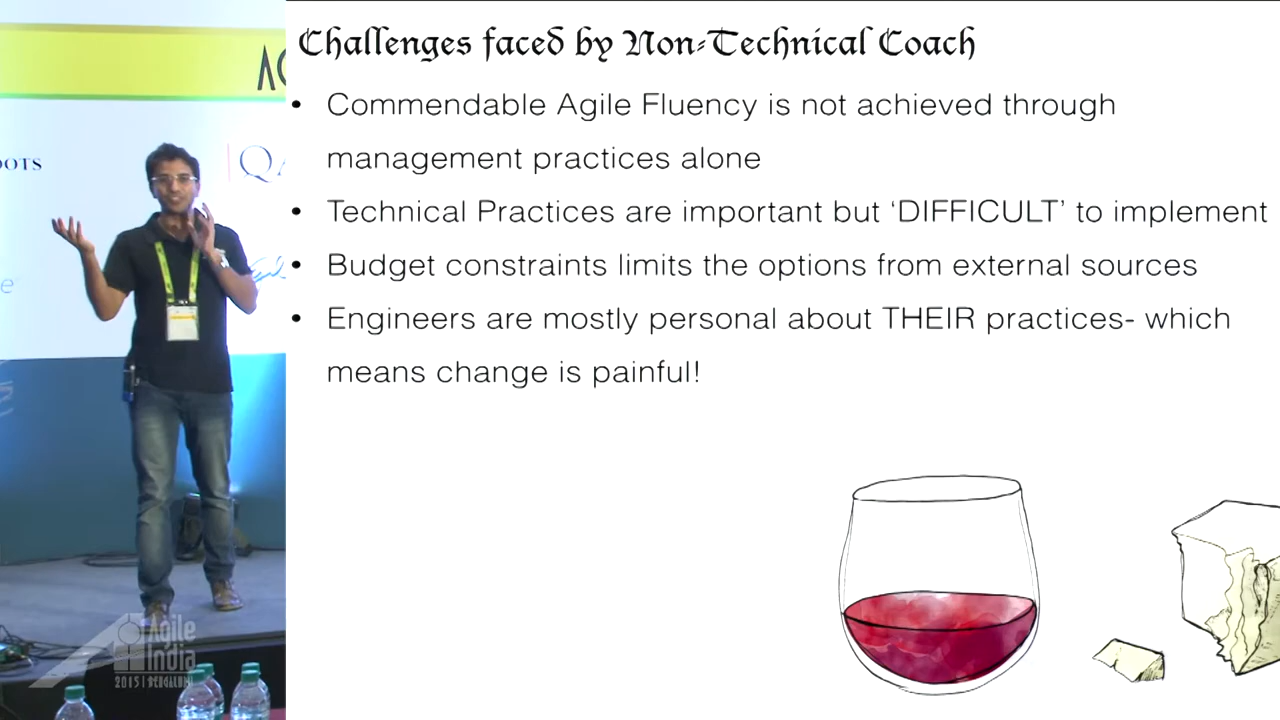 Challenges faced by Non-Technical Coach
• Commendable Agile Fluency is not achieved through
management practices alone
• Technical Practices are important but ‘DIFFICULT’ to implement
• Budget constraints limits the options from external sources
• Engineers are mostly personal about THEIR practices- which
means change is painful!
Agile
India
2015 | BENGALURU